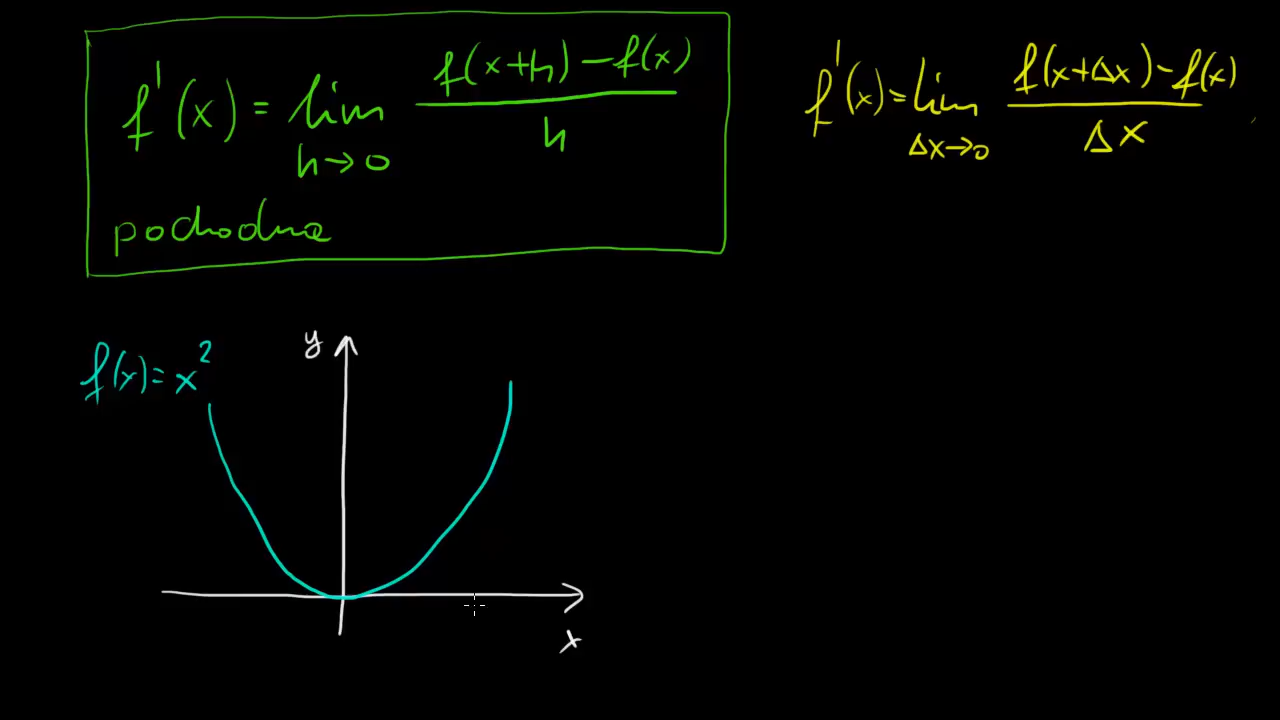 f'(x) = lim h→0 f(x+h) – f(x) / h
pochodna
f'(x) = lim Δx→0 f(x+Δx) – f(x) / Δx
f(x) = x²
y
x